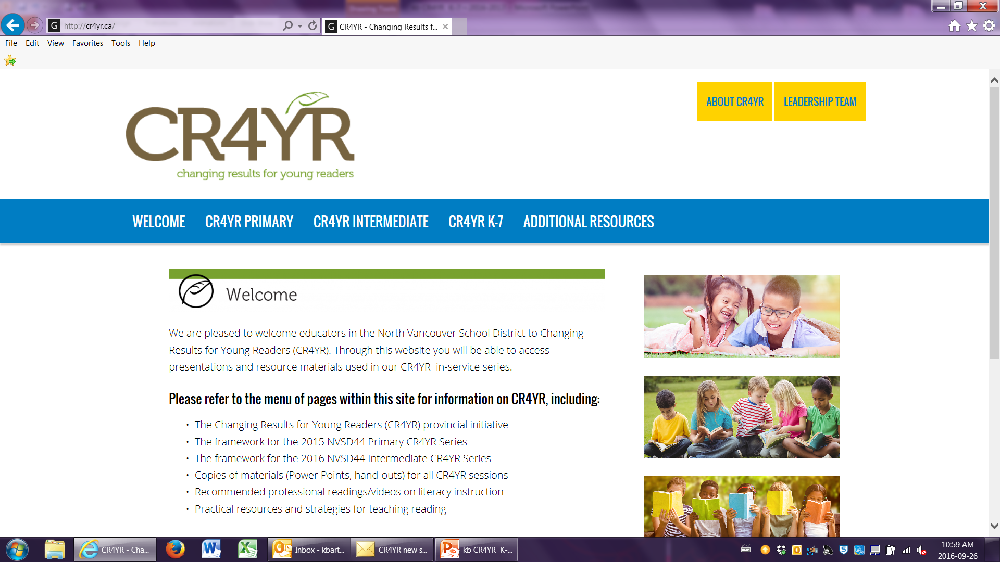 http://cr4yr.ca/
CR4YR - Changing Results f...
File Edit View Favorites Tools Help
CR4YR
changing results for young readers
ABOUT CR4YR
LEADERSHIP TEAM
WELCOME CR4YR PRIMARY CR4YR INTERMEDIATE CR4YR K-7 ADDITIONAL RESOURCES
Welcome
We are pleased to welcome educators in the North Vancouver School District to Changing
Results for Young Readers (CR4YR). Through this website you will be able to access
presentations and resource materials used in our CR4YR in-service series.
Please refer to the menu of pages within this site for information on CR4YR, including:
• The Changing Results for Young Readers (CR4YR) provincial initiative
• The framework for the 2015 NVSD44 Primary CR4YR Series
• The framework for the 2016 NVSD44 Intermediate CR4YR Series
• Copies of materials (Power Points, hand-outs) for all CR4YR sessions
• Recommended professional readings/videos on literacy instruction
• Practical resources and strategies for teaching reading
CR4YR - Cha...
Inbox - kbart...
CR4YR new s...
kb CR4YR K-...
10:59 AM
2016-09-26